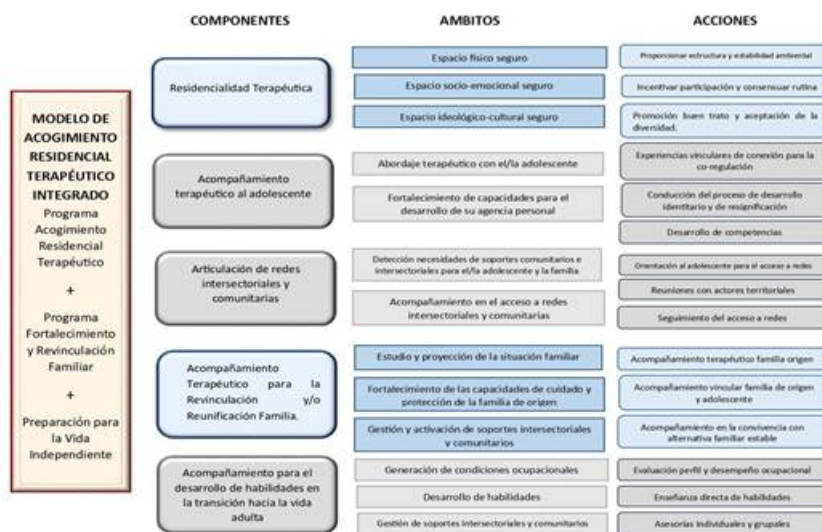 COMPONENTES
AMBITOS
ACCIONES
MODELO DE
ACOGIMIENTO
RESIDENCIAL
TERAPÉUTICO
INTEGRADO
Programa
Acogimiento
Residencial
Terapéutico
+
Programa
Fortalecimiento
y Revinculación
Familiar
+
Preparación para
la Vida
Independiente
Residencialidad Terapéutica
Espacio físico seguro
Espacio socio-emocional seguro
Espacio ideológico-cultural seguro
Proporcionar estructura y estabilidad ambiental
Incentivar participación y consensuar rutina
Promoción buen trato y aceptación de la
diversidad.
Acompañamiento
terapéutico al adolescente
Abordaje terapéutico con el/la adolescente
Fortalecimiento de capacidades para el
desarrollo de su agencia personal
Experiencias vinculares de conexión para la
co-regulación
Conducción del proceso de desarrollo
identitario y de resignificación
Desarrollo de competencias
Articulación de redes
intersectoriales y
comunitarias
Detección necesidades de soportes comunitarios e
intersectoriales para el/la adolescente y la familia
Acompañamiento en el acceso a redes
intersectoriales y comunitarias
Orientación al adolescente para el acceso a redes
Reuniones con actores territoriales
Seguimiento del acceso a redes
Acompañamiento
Terapéutico para la
Revinculación y/o
Reunificación Familia.
Estudio y proyección de la situación familiar
Fortalecimiento de las capacidades de cuidado y
protección de la familia de origen
Gestión y activación de soportes intersectoriales
y comunitarios
Acompañamiento terapéutico familia origen
Acompañamiento vincular familia de origen
y adolescente
Acompañamiento en la convivencia con
alternativa familiar estable
Acompañamiento para el
desarrollo de habilidades en
la transición hacia la vida
adulta
Generación de condiciones ocupacionales
Desarrollo de habilidades
Gestión de soportes intersectoriales y comunitarios
Evaluación perfil y desempeño ocupacional
Enseñanza directa de habilidades
Asesorías individuales y grupales